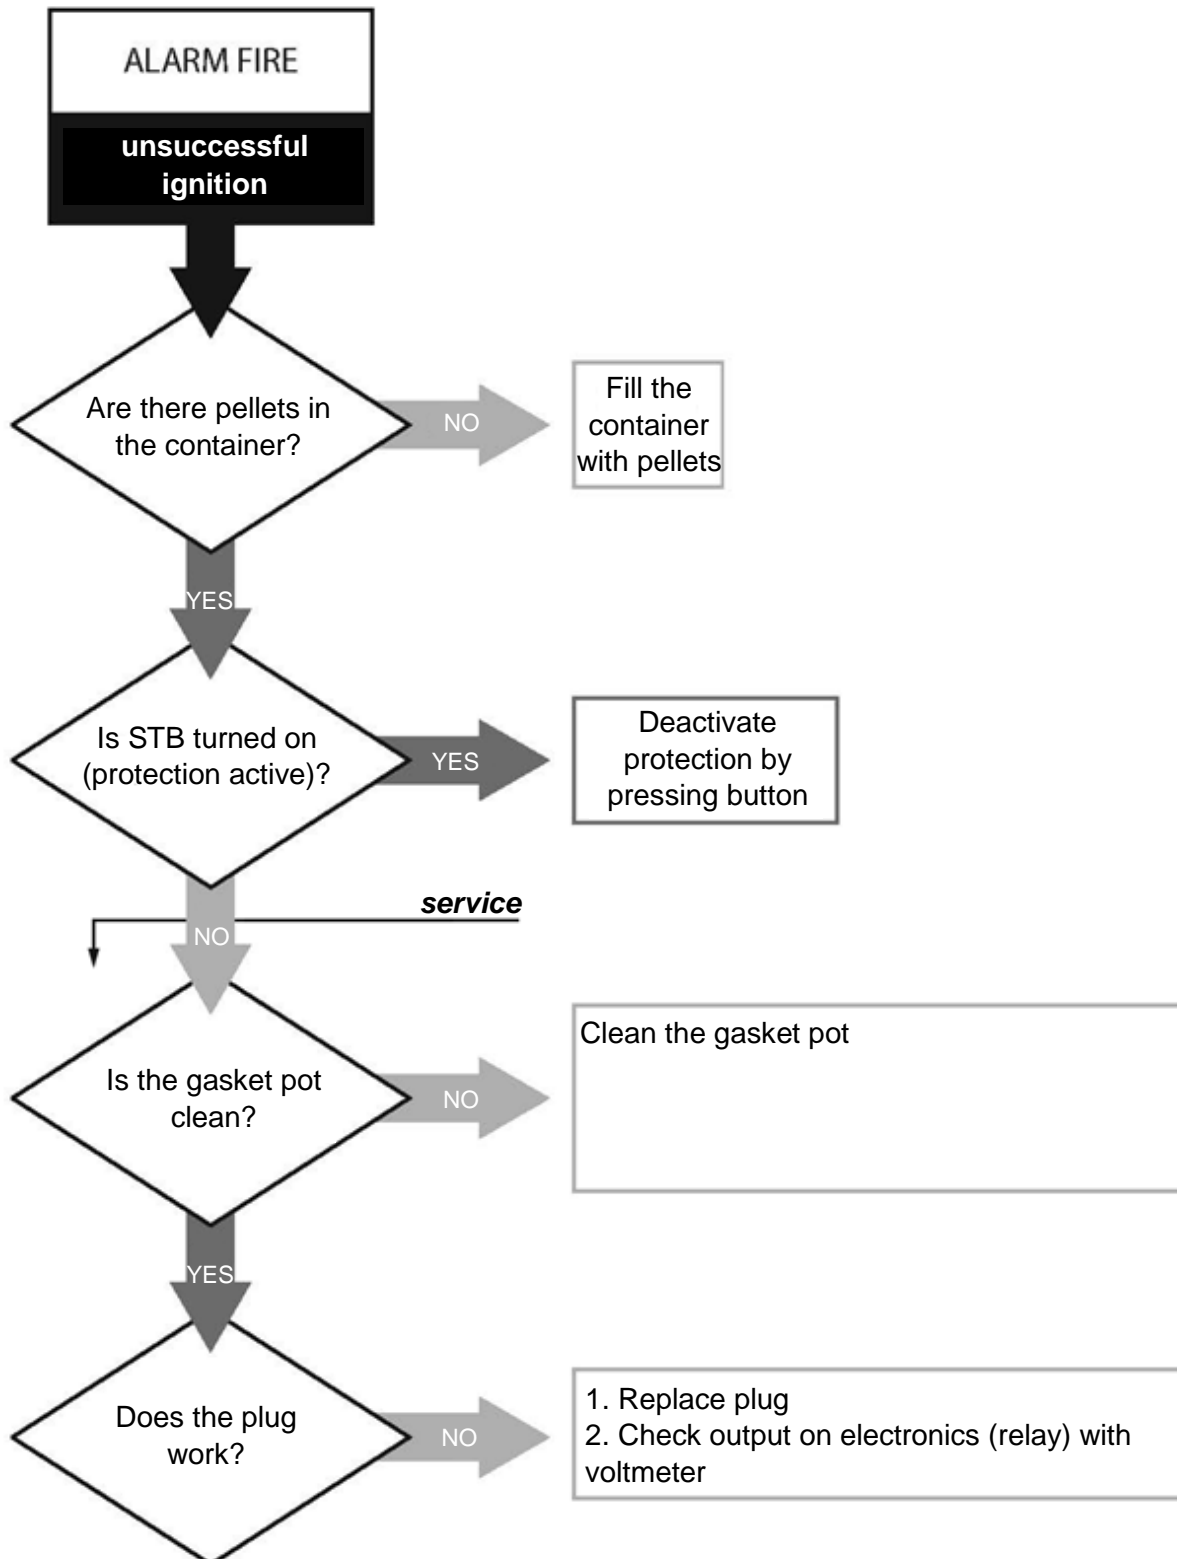 ALARM FIRE
unsuccessful
ignition
Are there pellets in
the container?
NO
Fill the
container
with pellets
YES
Is STB turned on
(protection active)?
YES
Deactivate
protection by
pressing button
service
NO
Is the gasket pot
clean?
NO
Clean the gasket pot
YES
Does the plug
work?
NO
1. Replace plug
2. Check output on electronics (relay) with
voltmeter